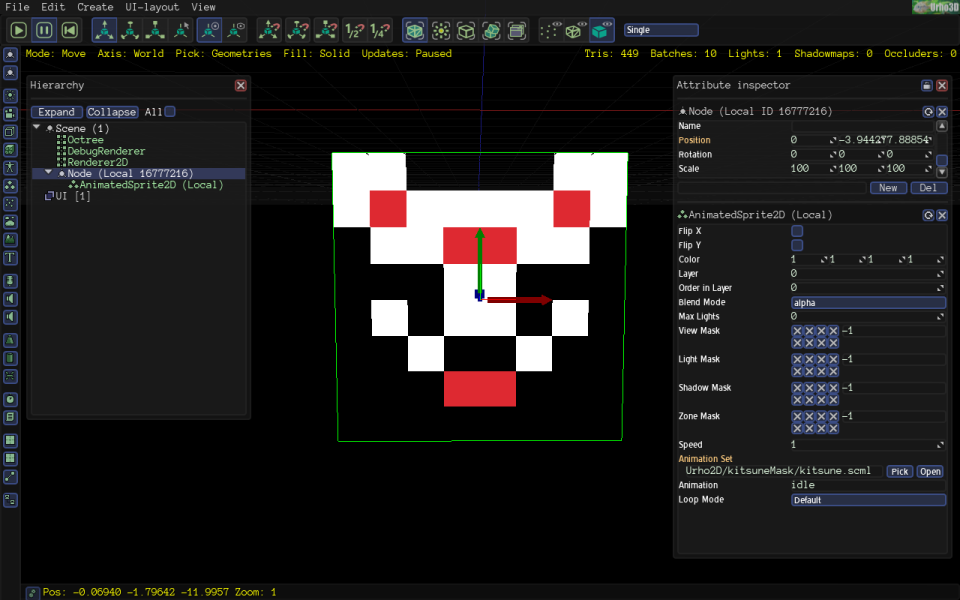 File Edit Create UI-layout View
Urho3D
1/2° 1/4°
Single
Mode: Move Axis: World Pick: Geometries Fill: Solid Updates: Paused
Tris: 449 Batches: 10 Lights: 1 Shadowmaps: 0 Occluders: 0
Hierarchy
Expand Collapse All
Scene (1)
Octree
DebugRenderer
Renderer2D
Node (Local 16777216)
AnimatedSprite2D (Local)
UI [1]
Attribute inspector
Node (Local ID 16777216)
Name
Position 0
Rotation 0 0 0
Scale 100 100 100
New Del
AnimatedSprite2D (Local)
Flip X
Flip Y
Color 1 1 1 1
Layer 0
Order in Layer 0
Blend Mode alpha
Max Lights 0
View Mask -1
Light Mask -1
Shadow Mask -1
Zone Mask -1
Speed 1
Animation Set
Urho2D/kitsuneMask/kitsune.scml Pick Open
Animation idle
Loop Mode Default
Pos: -0.06940 -1.79642 -11.9957 Zoom: 1